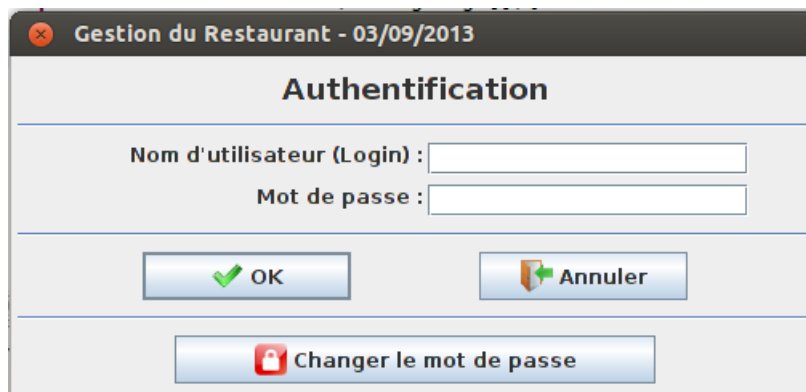 Gestion du Restaurant - 03/09/2013
Authentification
Nom d'utilisateur (Login) :
Mot de passe :
OK Annuler
Changer le mot de passe